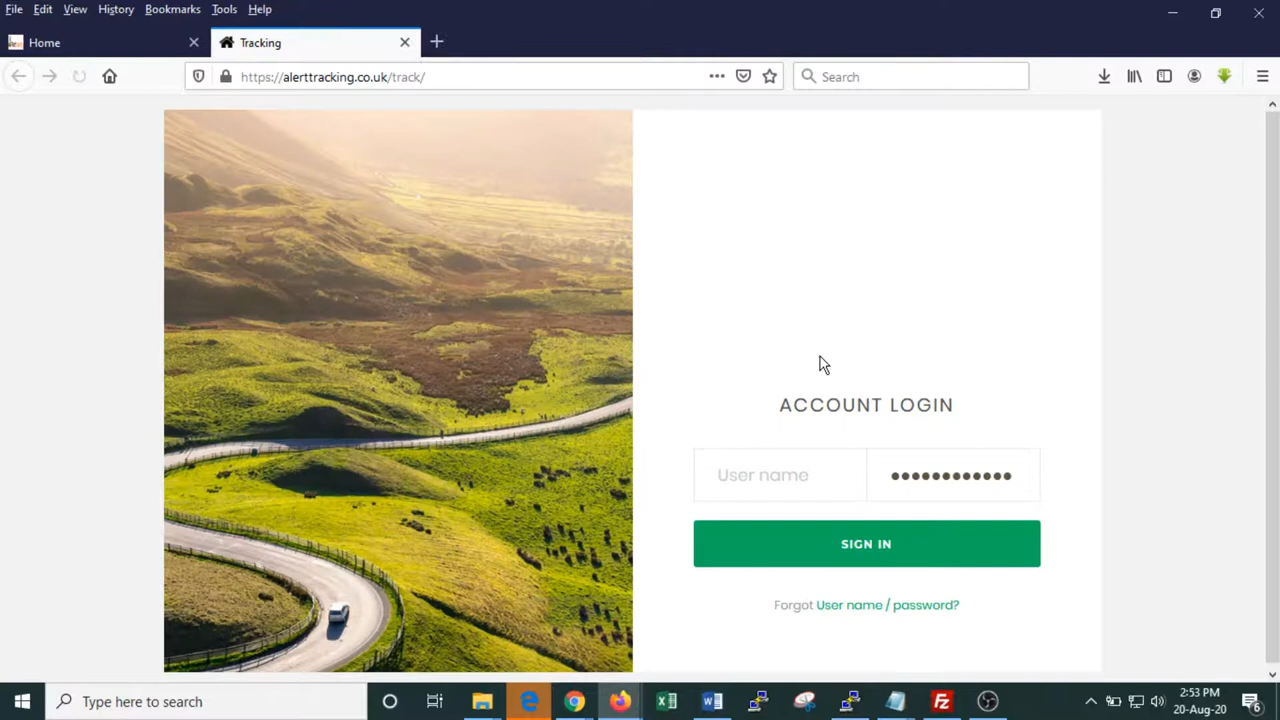 File Edit View History Bookmarks Tools Help
Home
Tracking
https://alerttracking.co.uk/track/
Search
ACCOUNT LOGIN
User name
SIGN IN
Forgot User name / password?
Type here to search
2:53 PM
20-Aug-20
6